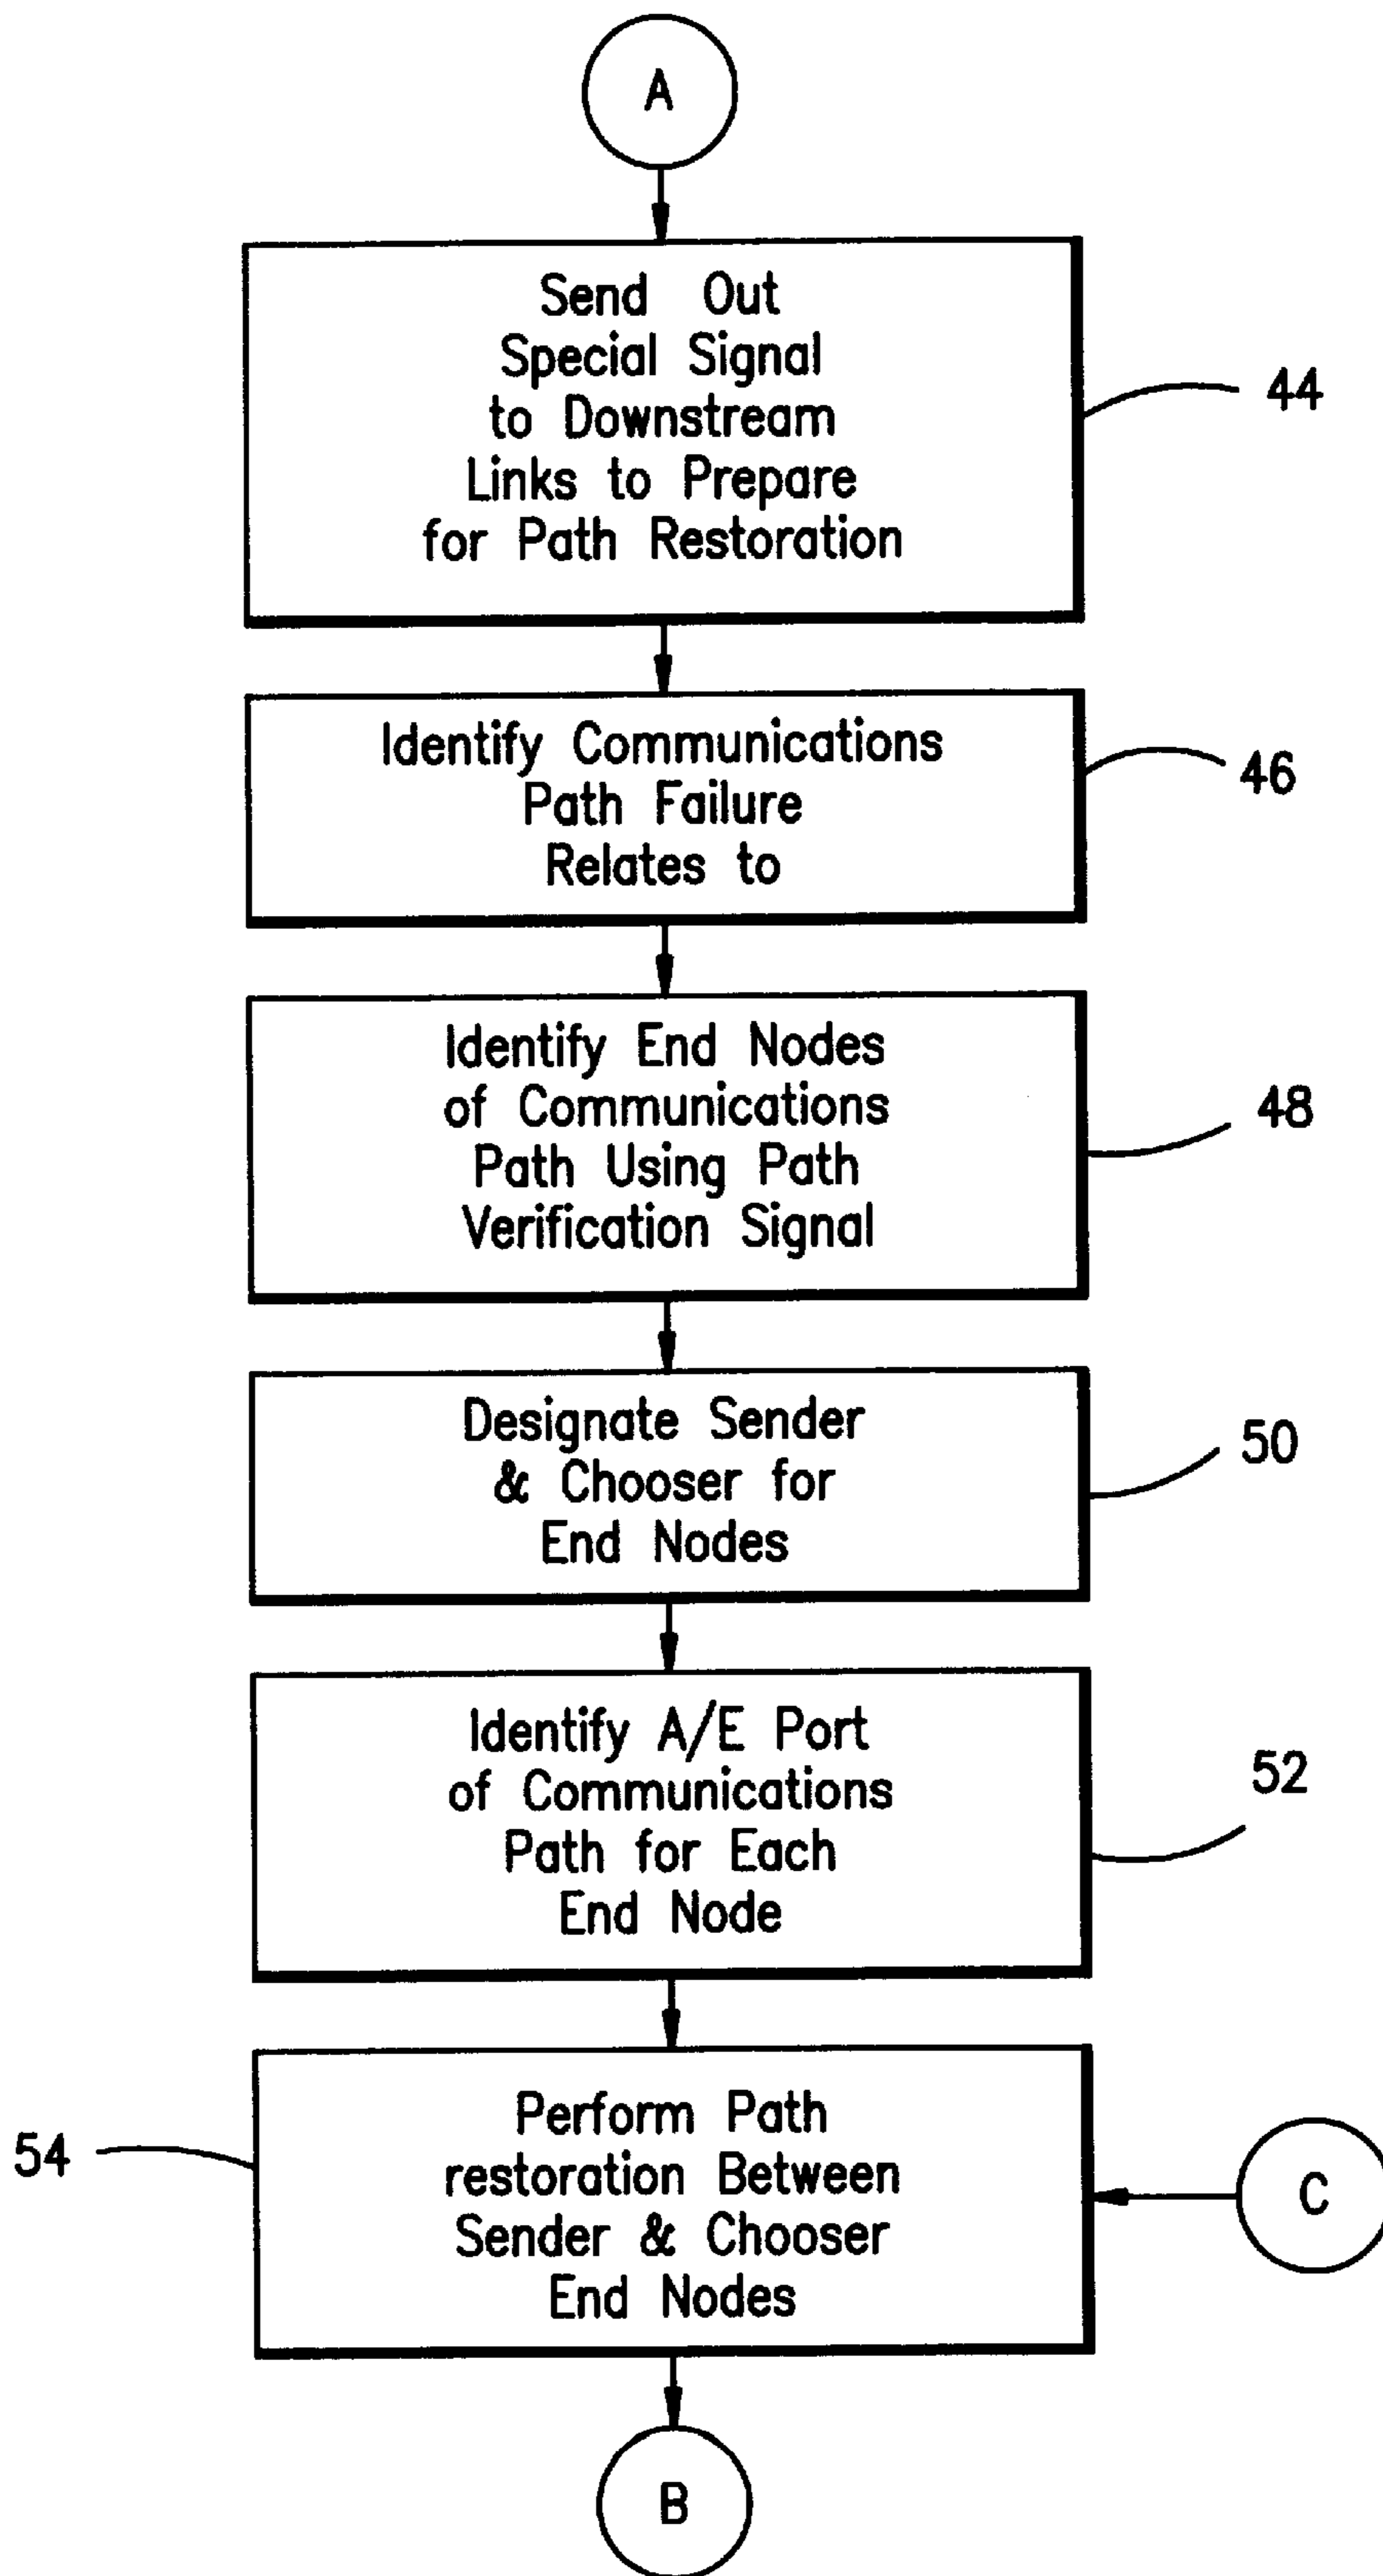 A
Send Out
Special Signal
to Downstream
Links to Prepare
for Path Restoration
44
Identify Communications
Path Failure
Relates to
46
Identify End Nodes
of Communications
Path Using Path
Verification Signal
48
Designate Sender
& Chooser for
End Nodes
50
Identify A/E Port
of Communications
Path for Each
End Node
52
54
Perform Path
restoration Between
Sender & Chooser
End Nodes
C
B